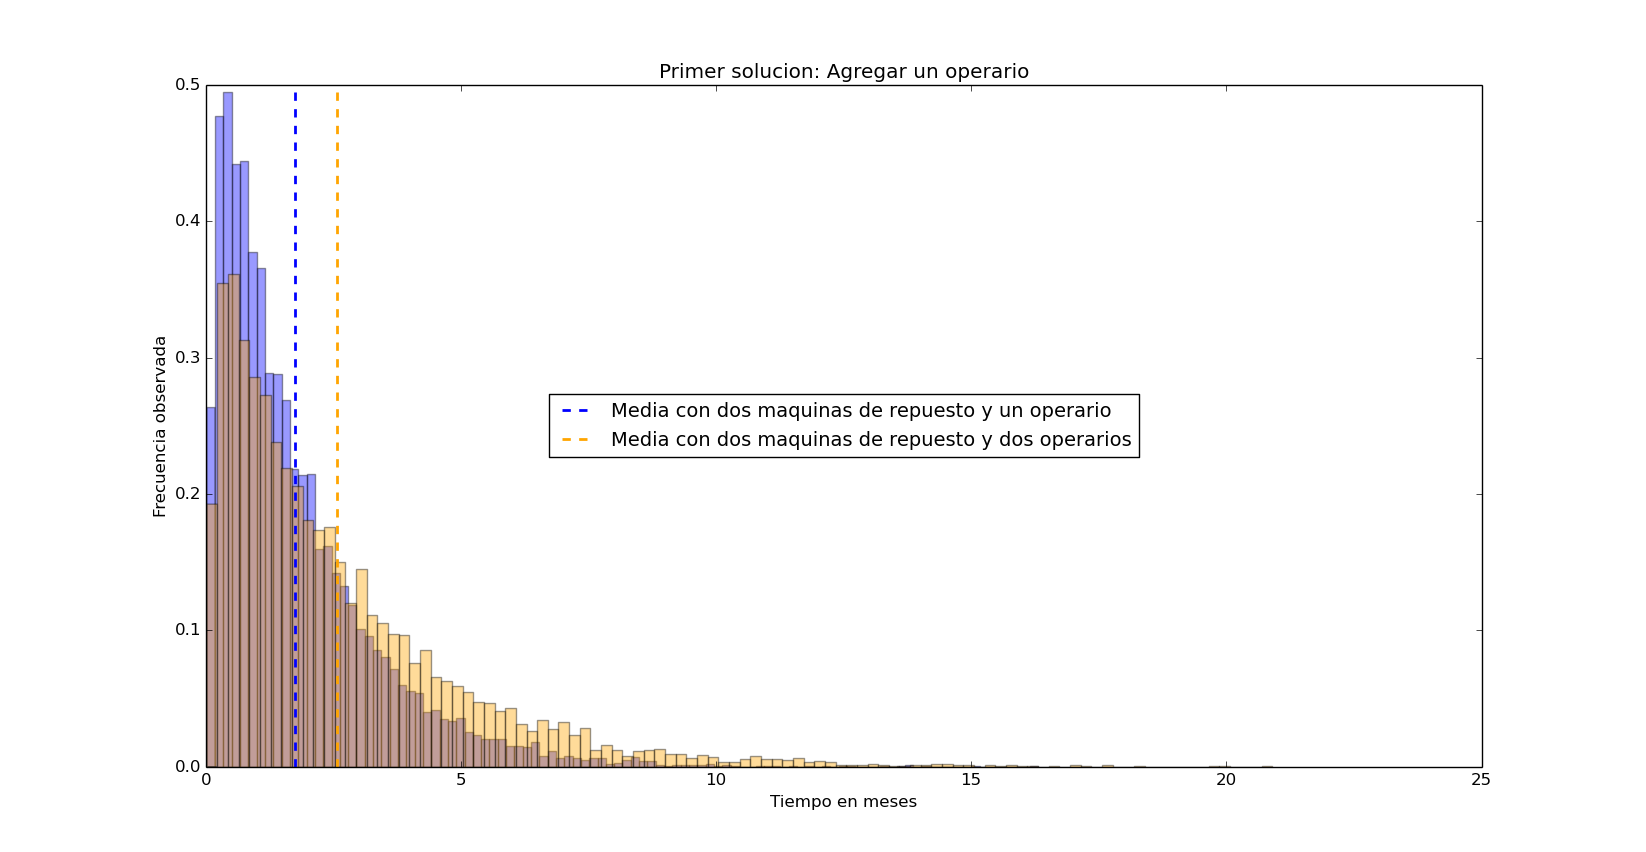 Primer solucion: Agregar un operario
0.5
0.4
0.3
0.2
0.1
0.0
Frecuencia observada
Media con dos maquinas de repuesto y un operario
Media con dos maquinas de repuesto y dos operarios
0 5 10 15 20 25
Tiempo en meses